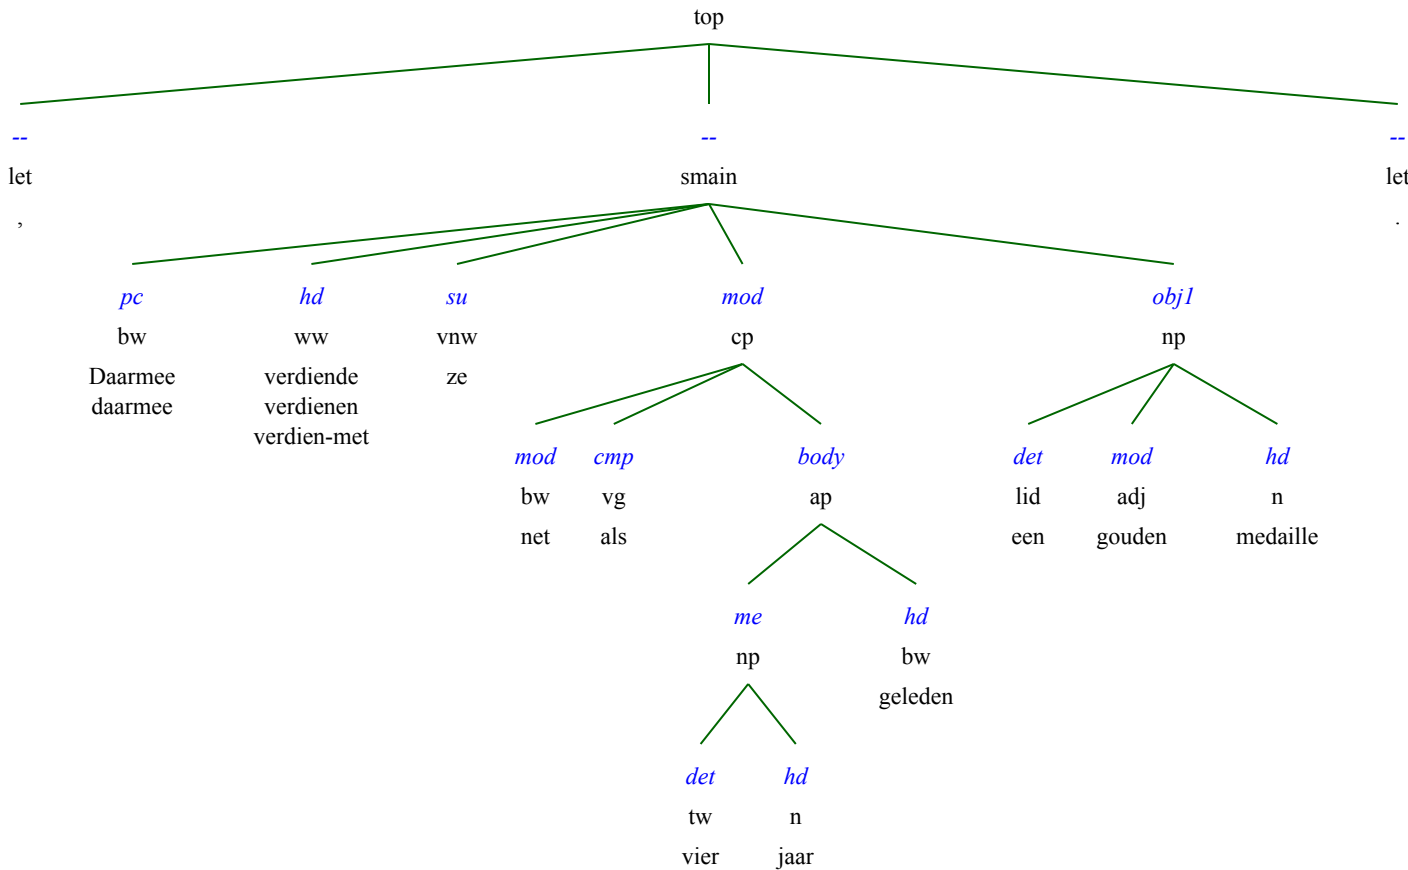 top
-- -- --
let smain let
, .
pc hd su mod obj1
bw ww vnw cp np
Daarmee verdiende ze
daarmee verdienen
verdien-met
mod cmp body det mod hd
bw vg ap lid adj n
net als een gouden medaille
me hd
np bw
geleden
det hd
tw n
vier jaar